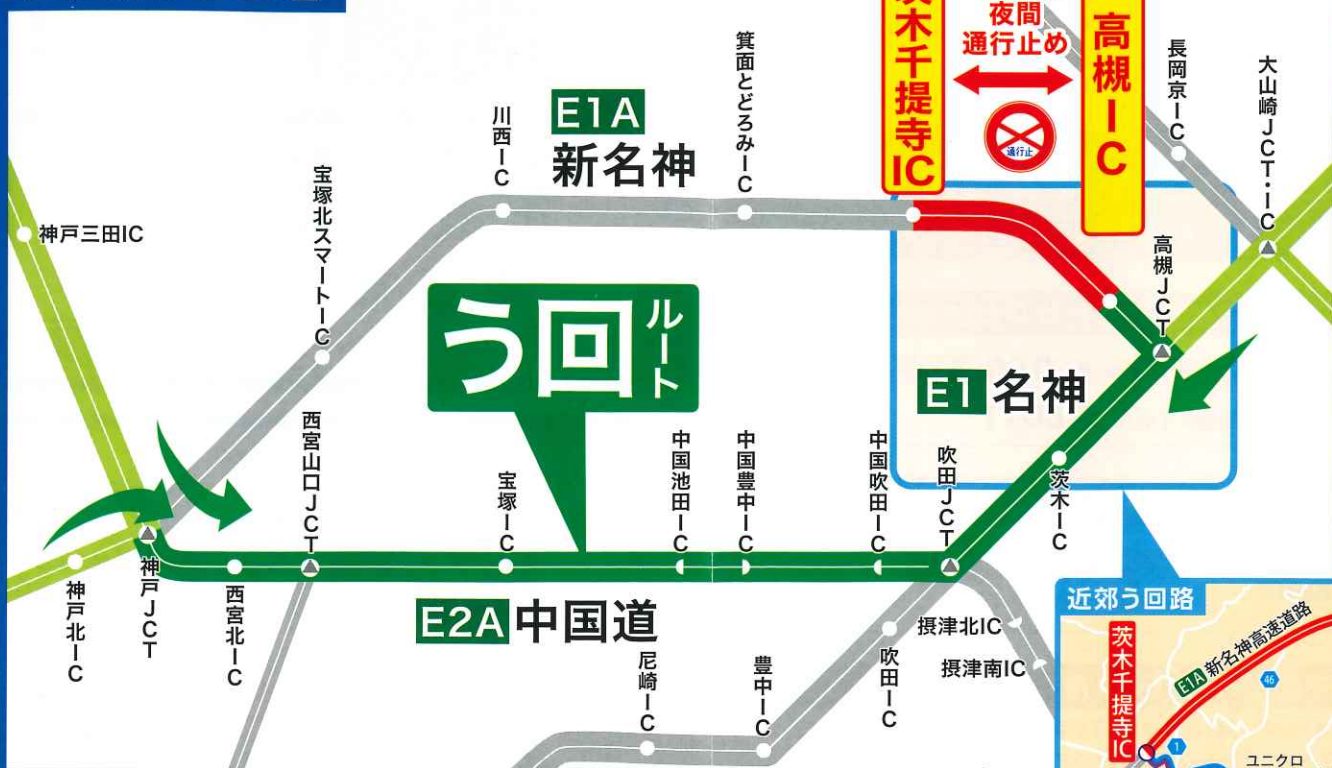 茨木千提寺IC
夜間
通行止め
通行止
高槻IC
長岡京IC
大山崎JCT・IC
箕面とどろみIC
E1A
新名神
川西IC
宝塚北スマートIC
神戸三田IC
高槻JCT
う回ルート
E1 名神
西宮山口JCT
宝塚IC
中国池田IC
中国豊中IC
中国吹田IC
吹田JCT
茨木IC
神戸北IC
神戸JCT
西宮北IC
E2A 中国道
尼崎IC
豊中IC
吹田IC
摂津北IC
摂津南IC
近郊う回路
茨木千提寺IC
E1A 新名神高速道路
46
1
ユニクロ